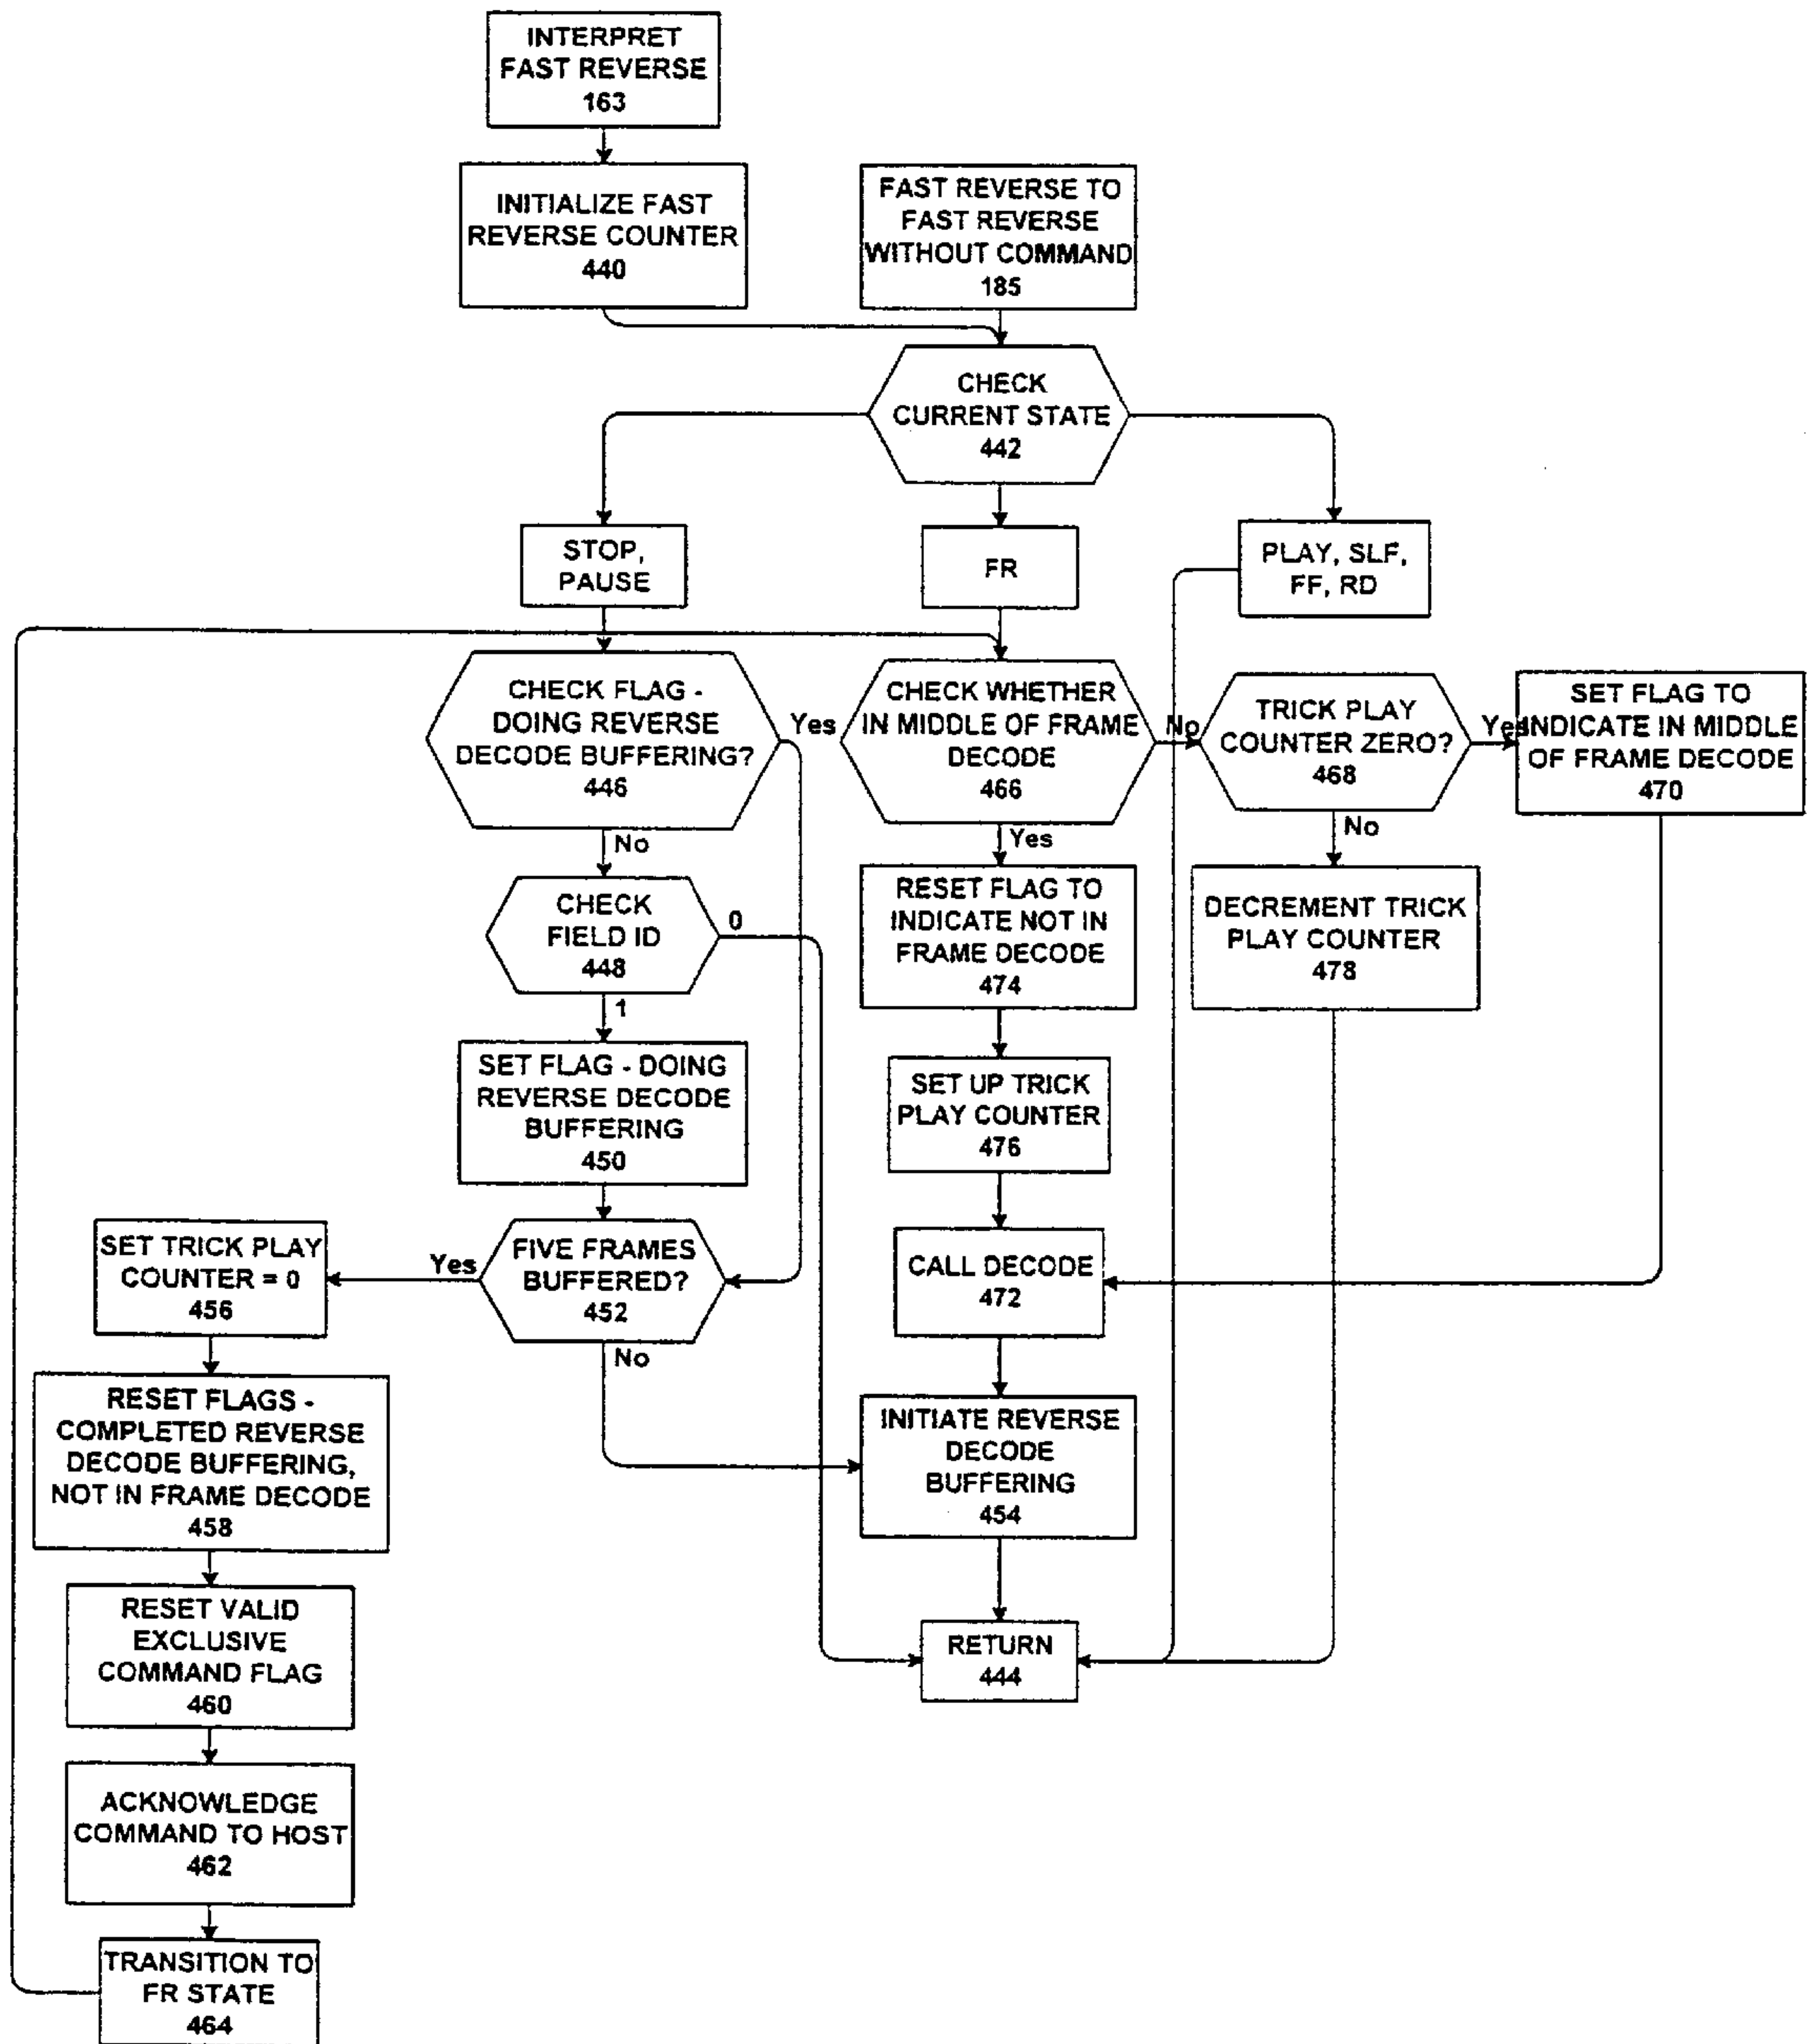 INTERPRET
FAST REVERSE
163
INITIALIZE FAST
REVERSE COUNTER
440
FAST REVERSE TO
FAST REVERSE
WITHOUT COMMAND
185
CHECK
CURRENT STATE
442
STOP,
PAUSE
FR
PLAY, SLF,
FF, RD
CHECK FLAG -
DOING REVERSE
DECODE BUFFERING?
446
Yes
No
CHECK WHETHER
IN MIDDLE OF FRAME
DECODE
466
No
Yes
TRICK PLAY
COUNTER ZERO?
468
Yes
No
SET FLAG TO
INDICATE IN MIDDLE
OF FRAME DECODE
470
CHECK
FIELD ID
448
0
1
RESET FLAG TO
INDICATE NOT IN
FRAME DECODE
474
DECREMENT TRICK
PLAY COUNTER
478
SET FLAG - DOING
REVERSE DECODE
BUFFERING
450
SET UP TRICK
PLAY COUNTER
476
SET TRICK PLAY
COUNTER = 0
456
Yes
FIVE FRAMES
BUFFERED?
452
No
CALL DECODE
472
RESET FLAGS -
COMPLETED REVERSE
DECODE BUFFERING,
NOT IN FRAME DECODE
458
INITIATE REVERSE
DECODE
BUFFERING
454
RESET VALID
EXCLUSIVE
COMMAND FLAG
460
RETURN
444
ACKNOWLEDGE
COMMAND TO HOST
462
TRANSITION TO
FR STATE
464